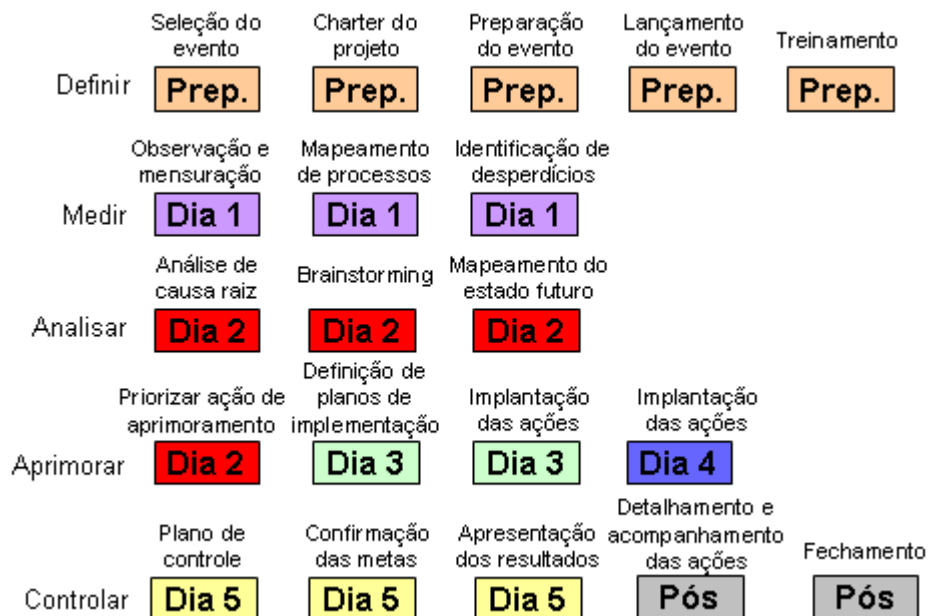 Seleção do
evento
Charter do
projeto
Preparação
do evento
Lançamento
do evento
Treinamento
Definir
Prep.
Prep.
Prep.
Prep.
Prep.
Observação e
mensuração
Mapeamento
de processos
Identificação de
desperdícios
Medir
Dia 1
Dia 1
Dia 1
Análise de
causa raiz
Brainstorming
Mapeamento do
estado futuro
Analisar
Dia 2
Dia 2
Dia 2
Priorizar ação de
aprimoramento
Definição de
planos de
implementação
Implantação
das ações
Implantação
das ações
Aprimorar
Dia 2
Dia 3
Dia 3
Dia 4
Plano de
controle
Confirmação
das metas
Apresentação
dos resultados
Detalhamento e
acompanhamento
das ações
Fechamento
Controlar
Dia 5
Dia 5
Dia 5
Pós
Pós